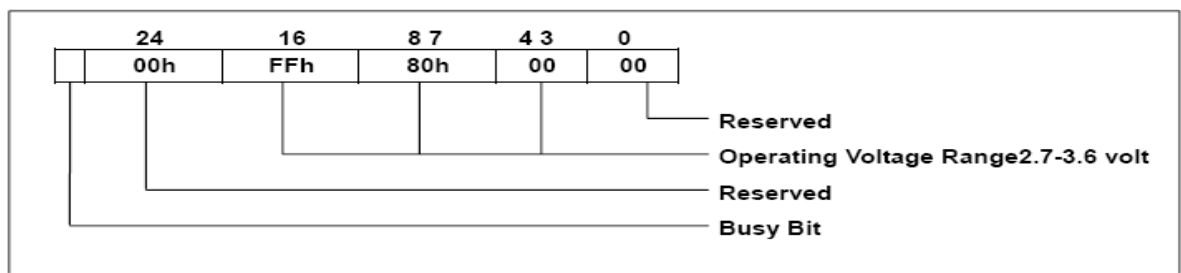 24 16 8 7 4 3 0
00h FFh 80h 00 00
Reserved
Operating Voltage Range2.7-3.6 volt
Reserved
Busy Bit